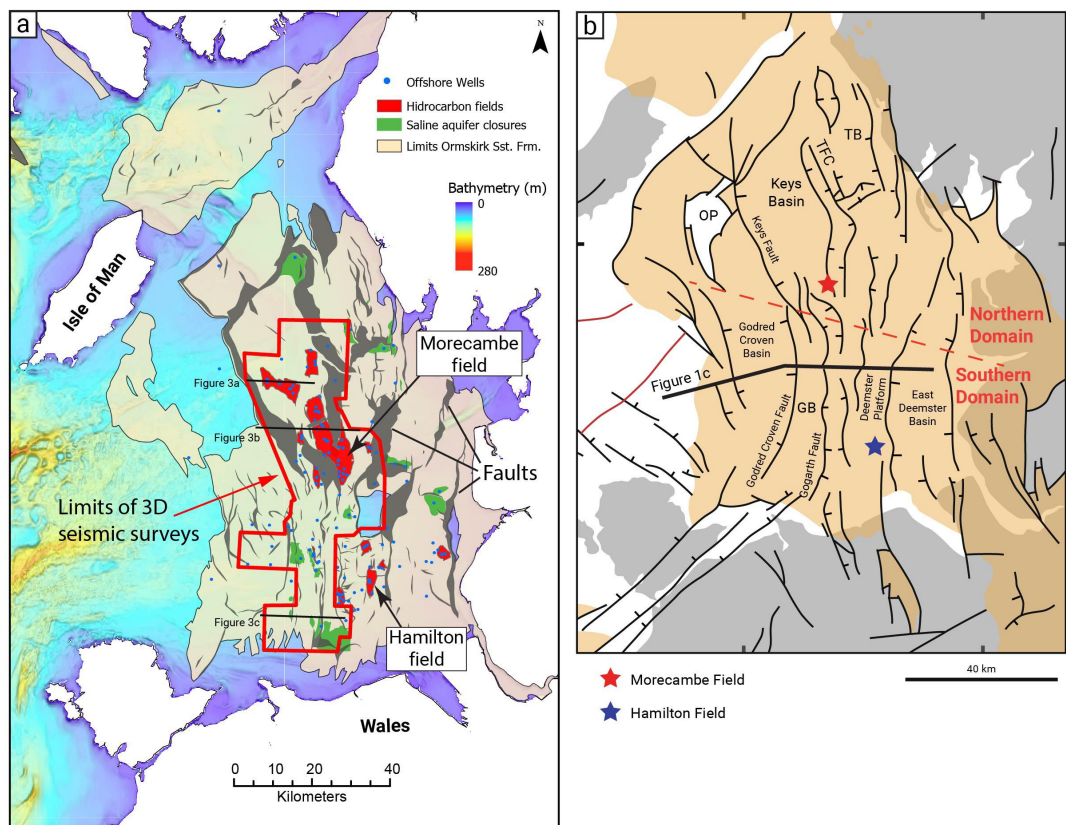 a
N
Offshore Wells
Hidrocarbon fields
Saline aquifer closures
Limits Ormskirk Sst. Frm.
Bathymetry (m)
0
280
Isle of Man
Morecambe
field
Figure 3a
Figure 3b
Faults
Limits of 3D
seismic surveys
Figure 3c
Hamilton
field
Wales
0 10 20 40
Kilometers
b
TB
TFC
Keys
Basin
OP
Keys Fault
Northern
Domain
Godred
Croven
Basin
Southern
Domain
Figure 1c
GB
Deemster
Platform
East
Deemster
Basin
Godred Croven Fault
Gogarth Fault
40 km
Morecambe Field
Hamilton Field